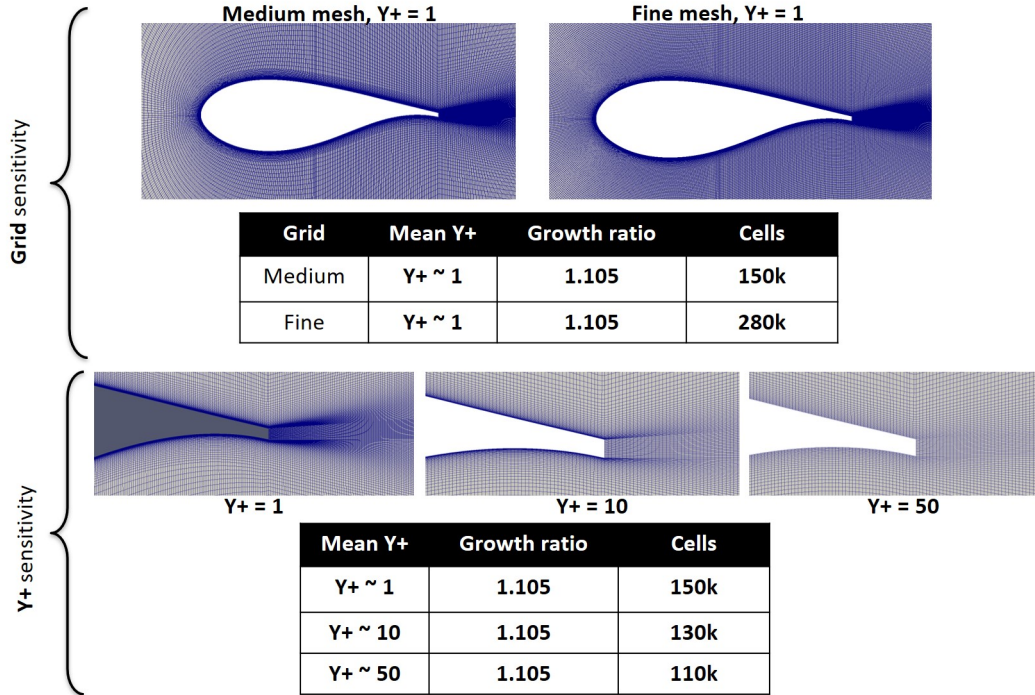 Medium mesh, Y+ = 1
Fine mesh, Y+ = 1
Grid sensitivity
Grid Mean Y+ Growth ratio Cells
Medium Y+ ~ 1 1.105 150k
Fine Y+ ~ 1 1.105 280k
Y+ sensitivity
Y+ = 1
Y+ = 10
Y+ = 50
Mean Y+ Growth ratio Cells
Y+ ~ 1 1.105 150k
Y+ ~ 10 1.105 130k
Y+ ~ 50 1.105 110k